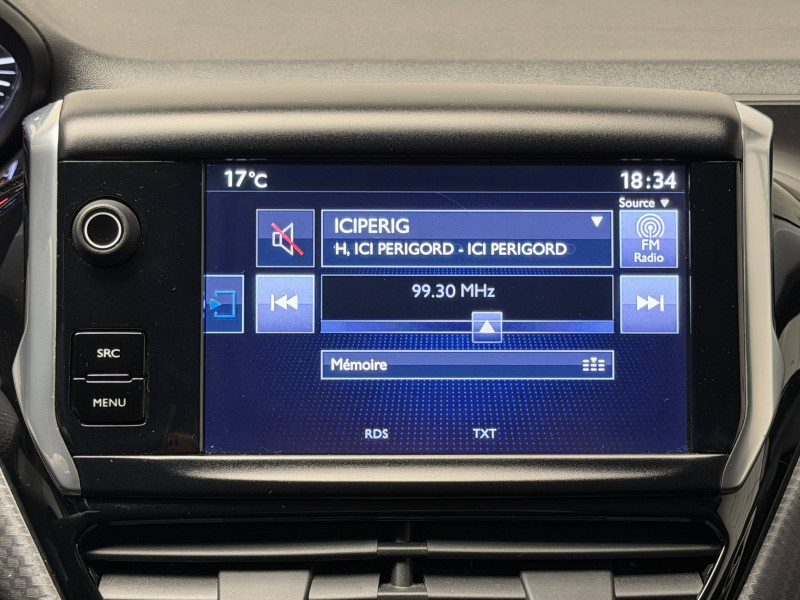 17°C
18:34
Source
ICIPERIG
H, ICI PERIGORD - ICI PERIGORD
FM
Radio
99.30 MHz
SRC
Mémoire
MENU
RDS
TXT